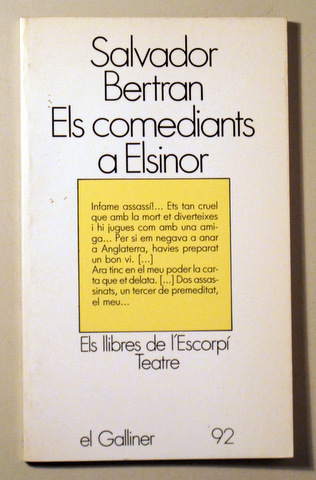 Salvador
Bertran
Els comediants
a Elsinor
Infame assassí!... Ets tan cruel
que amb la mort et diverteixes
i hi jugues com amb una ami-
ga... Per si em negava a anar
a Anglaterra, havies preparat
un bon vi. [...]
Ara tinc en el meu poder la car-
ta que et delata. [...] Dos assas-
sinats, un tercer de premeditat,
el meu...
Els llibres de l'Escorpí
Teatre
el Galliner 92